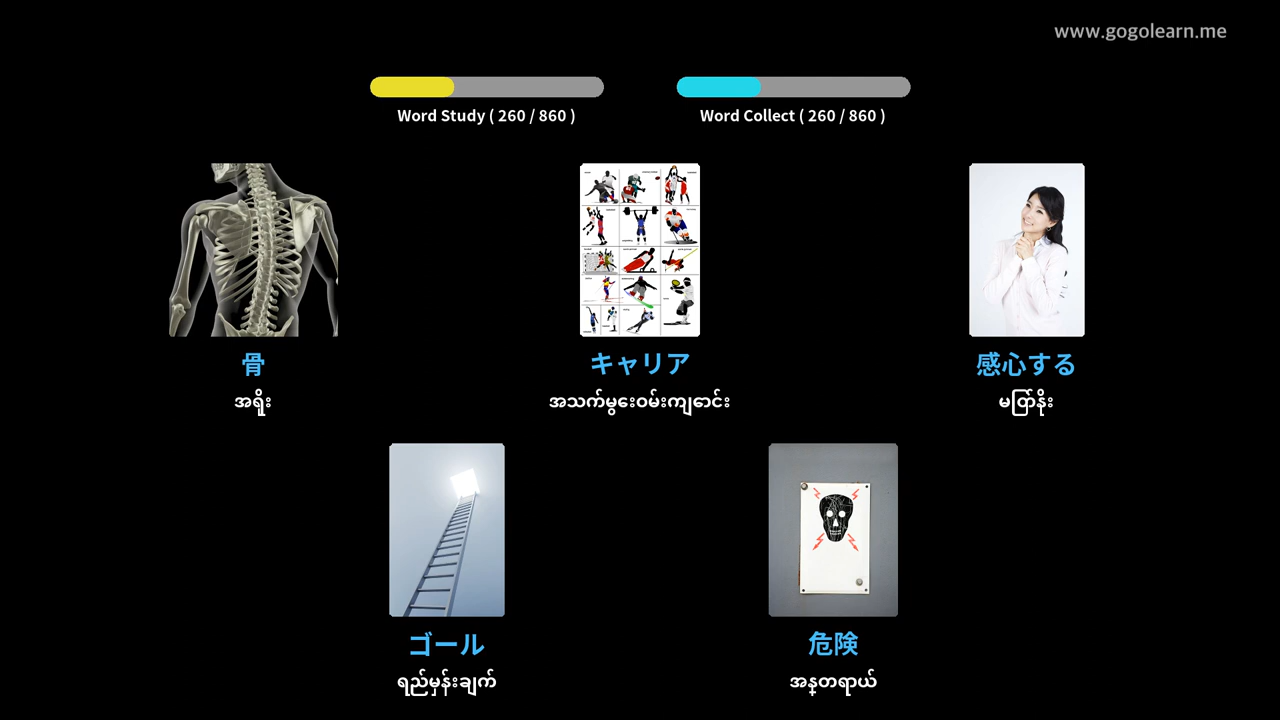 www.gogolearn.me
Word Study ( 260 / 860 )
Word Collect ( 260 / 860 )
骨
キャリア
感心する
အရိုး
အသက်မွေးဝမ်းကျောင်း
မတြာ်နိုး
ゴール
危険
ရည်မှန်းချက်
အန္တရာယ်